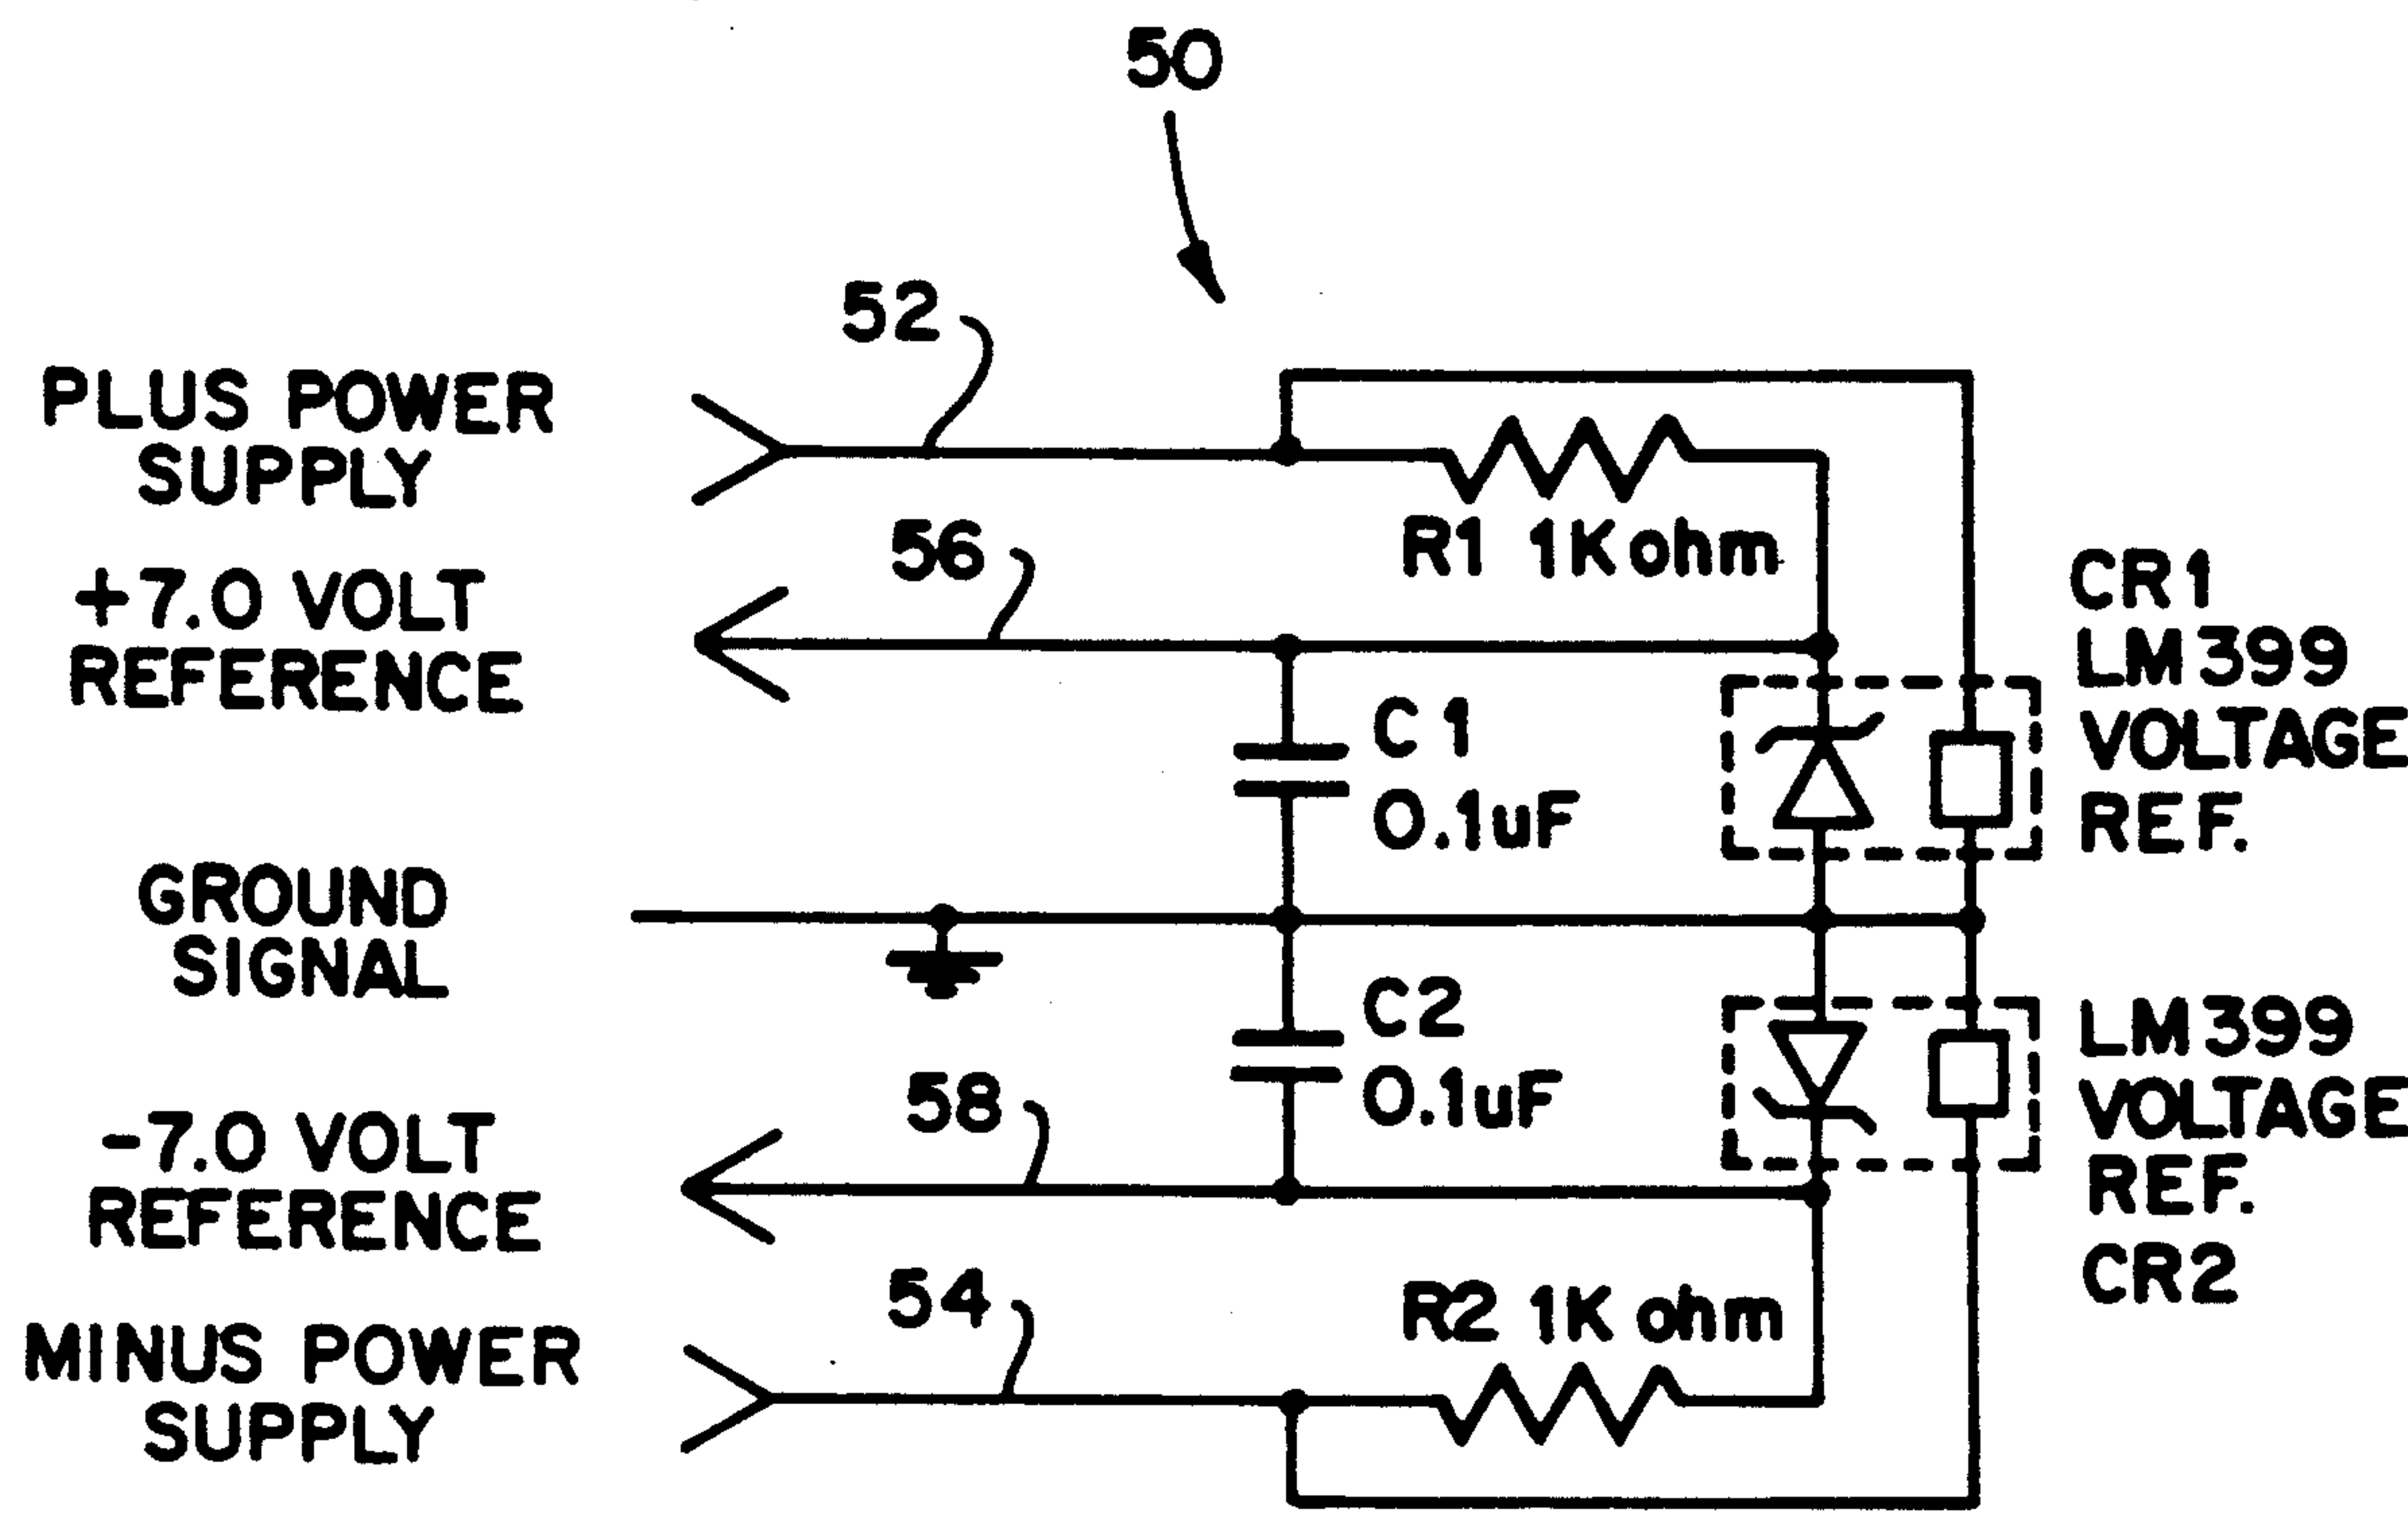 50
52
PLUS POWER
SUPPLY
56
R1 1K ohm
+7.0 VOLT
REFERENCE
CR1
LM399
VOLTAGE
REF.
C1
0.1uF
GROUND
SIGNAL
C2
0.1uF
LM399
VOLTAGE
REF.
CR2
58
-7.0 VOLT
REFERENCE
54
R2 1K ohm
MINUS POWER
SUPPLY